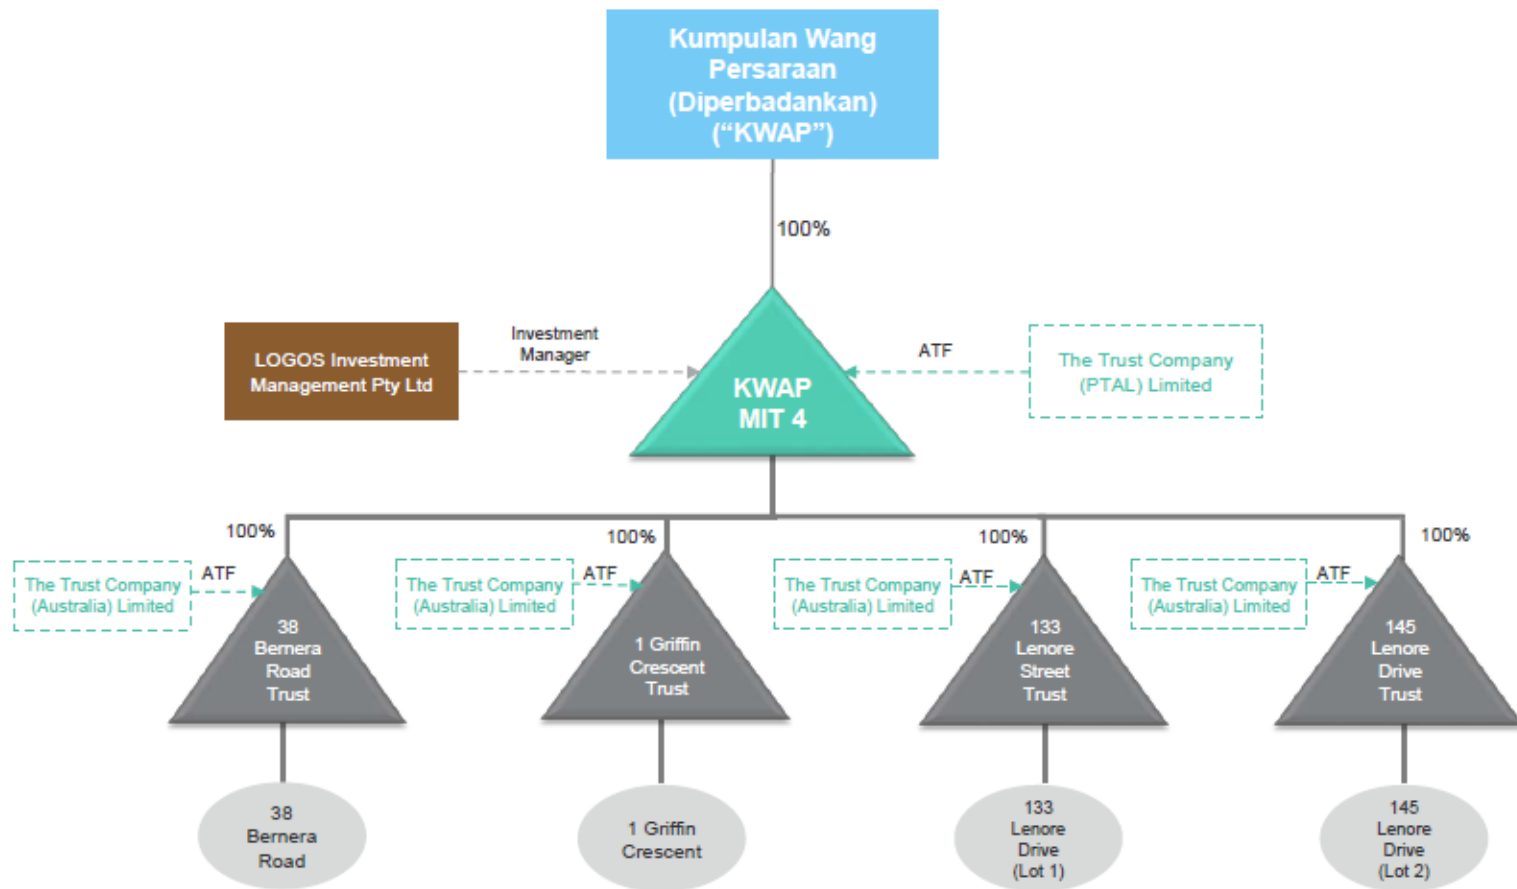 Kumpulan Wang
Persaraan
(Diperbadankan)
(“KWAP”)
100%
LOGOS Investment
Management Pty Ltd
Investment
Manager
KWAP
MIT 4
ATF
The Trust Company
(PTAL) Limited
100%
100%
100%
100%
The Trust Company
(Australia) Limited
ATF
38
Bernera
Road
Trust
The Trust Company
(Australia) Limited
ATF
1 Griffin
Crescent
Trust
The Trust Company
(Australia) Limited
ATF
133
Lenore
Street
Trust
The Trust Company
(Australia) Limited
ATF
145
Lenore
Drive
Trust
38
Bernera
Road
1 Griffin
Crescent
133
Lenore
Drive
(Lot 1)
145
Lenore
Drive
(Lot 2)